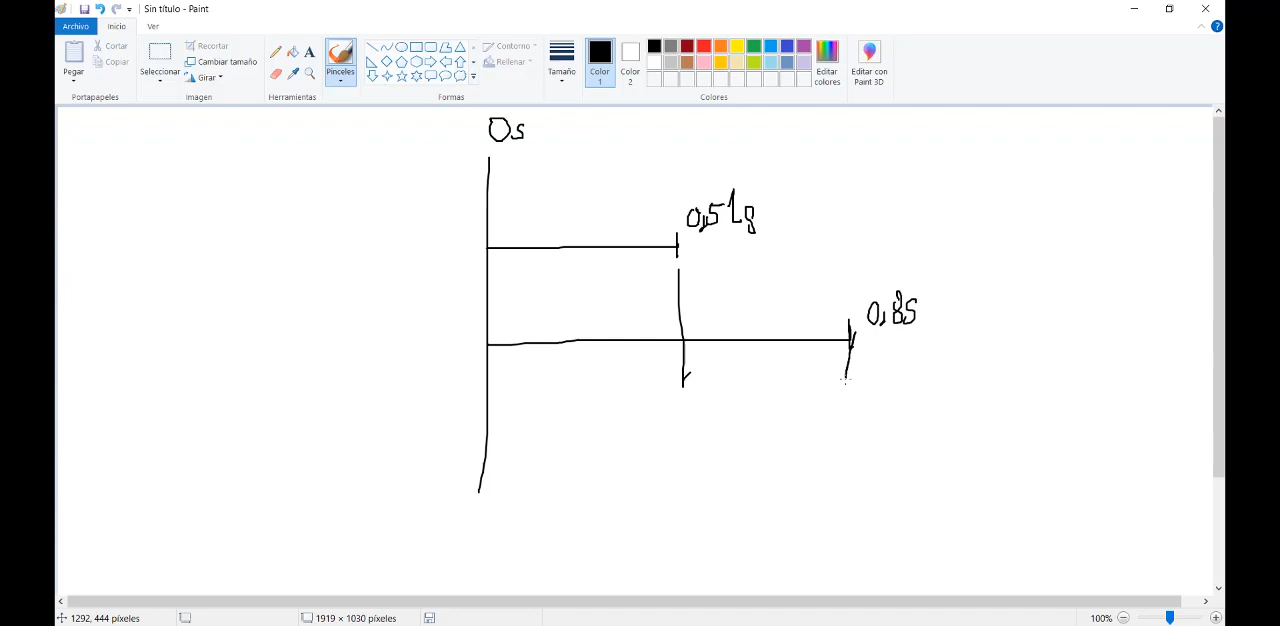 Sin título - Paint
Archivo Inicio Ver
Pegar
Cortar
Copiar
Portapapeles
Seleccionar
Recortar
Cambiar tamaño
Girar
Imagen
A
Herramientas
Pinceles
Formas
Contorno
Rellenar
Tamaño
Color 1
Color 2
Editar colores
Colores
Editar con Paint 3D
0s
0,51s
0,85
1292, 444 píxeles
1919 × 1030 píxeles
100%